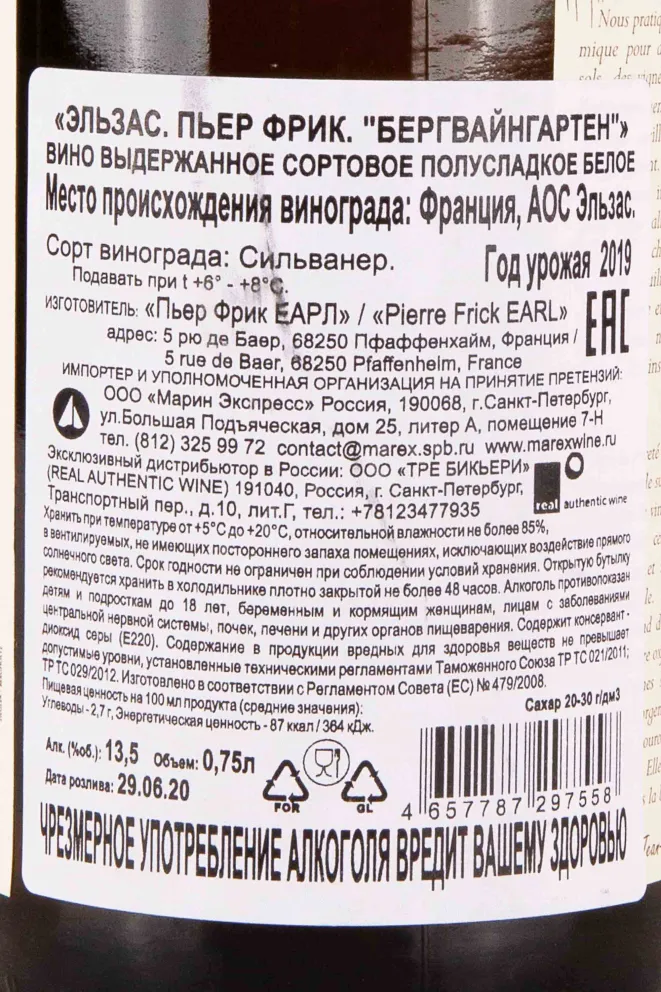 «ЭЛЬЗАС. ПЬЕР ФРИК. "БЕРГВАЙНГАРТЕН"»
ВИНО ВЫДЕРЖАННОЕ СОРТОВОЕ ПОЛУСЛАДКОЕ БЕЛОЕ
Место происхождения винограда: Франция, АОС Эльзас.
Сорт винограда: Сильванер.
Год урожая 2019
Подавать при t +6° - +8°С.
ИЗГОТОВИТЕЛЬ: «Пьер Фрик ЕАРЛ» / «Pierre Frick EARL»
EAC
адрес: 5 рю де Баер, 68250 Пфаффенхайм, Франция /
5 rue de Baer, 68250 Pfaffenheim, France
ИМПОРТЕР И УПОЛНОМОЧЕННАЯ ОРГАНИЗАЦИЯ НА ПРИНЯТИЕ ПРЕТЕНЗИЙ:
ООО «Марин Экспресс» Россия, 190068, г.Санкт-Петербург,
ул.Большая Подъяческая, дом 25, литер А, помещение 7-Н
тел. (812) 325 99 72 contact@marex.spb.ru www.marexwine.ru
Эксклюзивный дистрибьютор в России: ООО «ТРЕ БИКЬЕРИ»
(REAL AUTHENTIC WINE) 191040, Россия, г. Санкт-Петербург,
Транспортный пер., д.10, лит.Г, тел.: +78123477935
real authentic wine
Хранить при температуре от +5°С до +20°С, относительной влажности не более 85%,
в вентилируемых, не имеющих постороннего запаха помещениях, исключающих воздействие прямого
солнечного света. Срок годности не ограничен при соблюдении условий хранения. Открытую бутылку
рекомендуется хранить в холодильнике плотно закрытой не более 48 часов. Алкоголь противопоказан
детям и подросткам до 18 лет, беременным и кормящим женщинам, лицам с заболеваниями
центральной нервной системы, почек, печени и других органов пищеварения. Содержит консервант-
диоксид серы (Е220). Содержание в продукции вредных для здоровья веществ не превышает
допустимые уровни, установленные техническими регламентами Таможенного Союза ТР ТС 021/2011;
ТР ТС 029/2012. Изготовлено в соответствии с Регламентом Совета (ЕС) № 479/2008.
Пищевая ценность на 100 мл продукта (средние значения):
Сахар 20-30 г/дм3
Углеводы - 2,7 г, Энергетическая ценность - 87 ккал / 364 кДж.
Алк. (%об.): 13,5 Объем: 0,75л
Дата розлива: 29.06.20
FOR
GL
4 657787 297558
ЧРЕЗМЕРНОЕ УПОТРЕБЛЕНИЕ АЛКОГОЛЯ ВРЕДИТ ВАШЕМУ ЗДОРОВЬЮ
Nous
mique pour